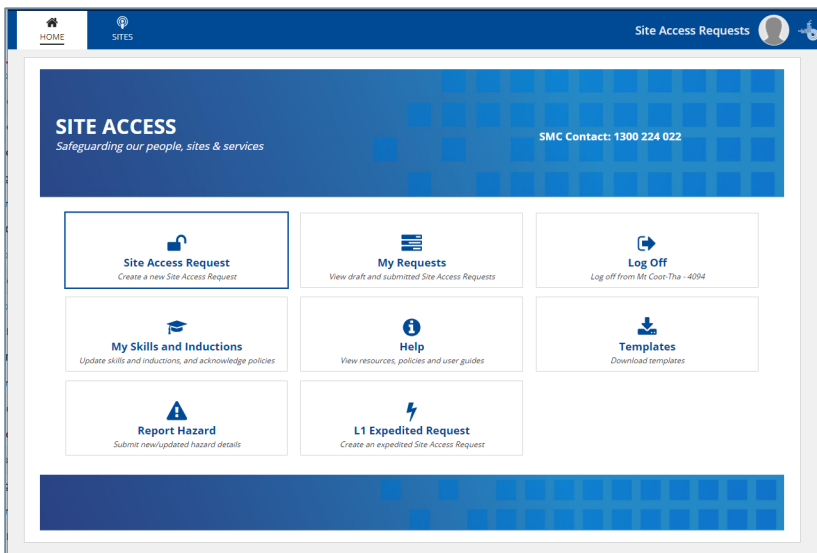 HOME
SITES
Site Access Requests
SITE ACCESS
Safeguarding our people, sites & services
SMC Contact: 1300 224 022
Site Access Request
Create a new Site Access Request
My Requests
View draft and submitted Site Access Requests
Log Off
Log off from Mt Coot-Tha - 4094
My Skills and Inductions
Update skills and inductions, and acknowledge policies
Help
View resources, policies and user guides
Templates
Download templates
Report Hazard
Submit new/updated hazard details
L1 Expedited Request
Create an expedited Site Access Request